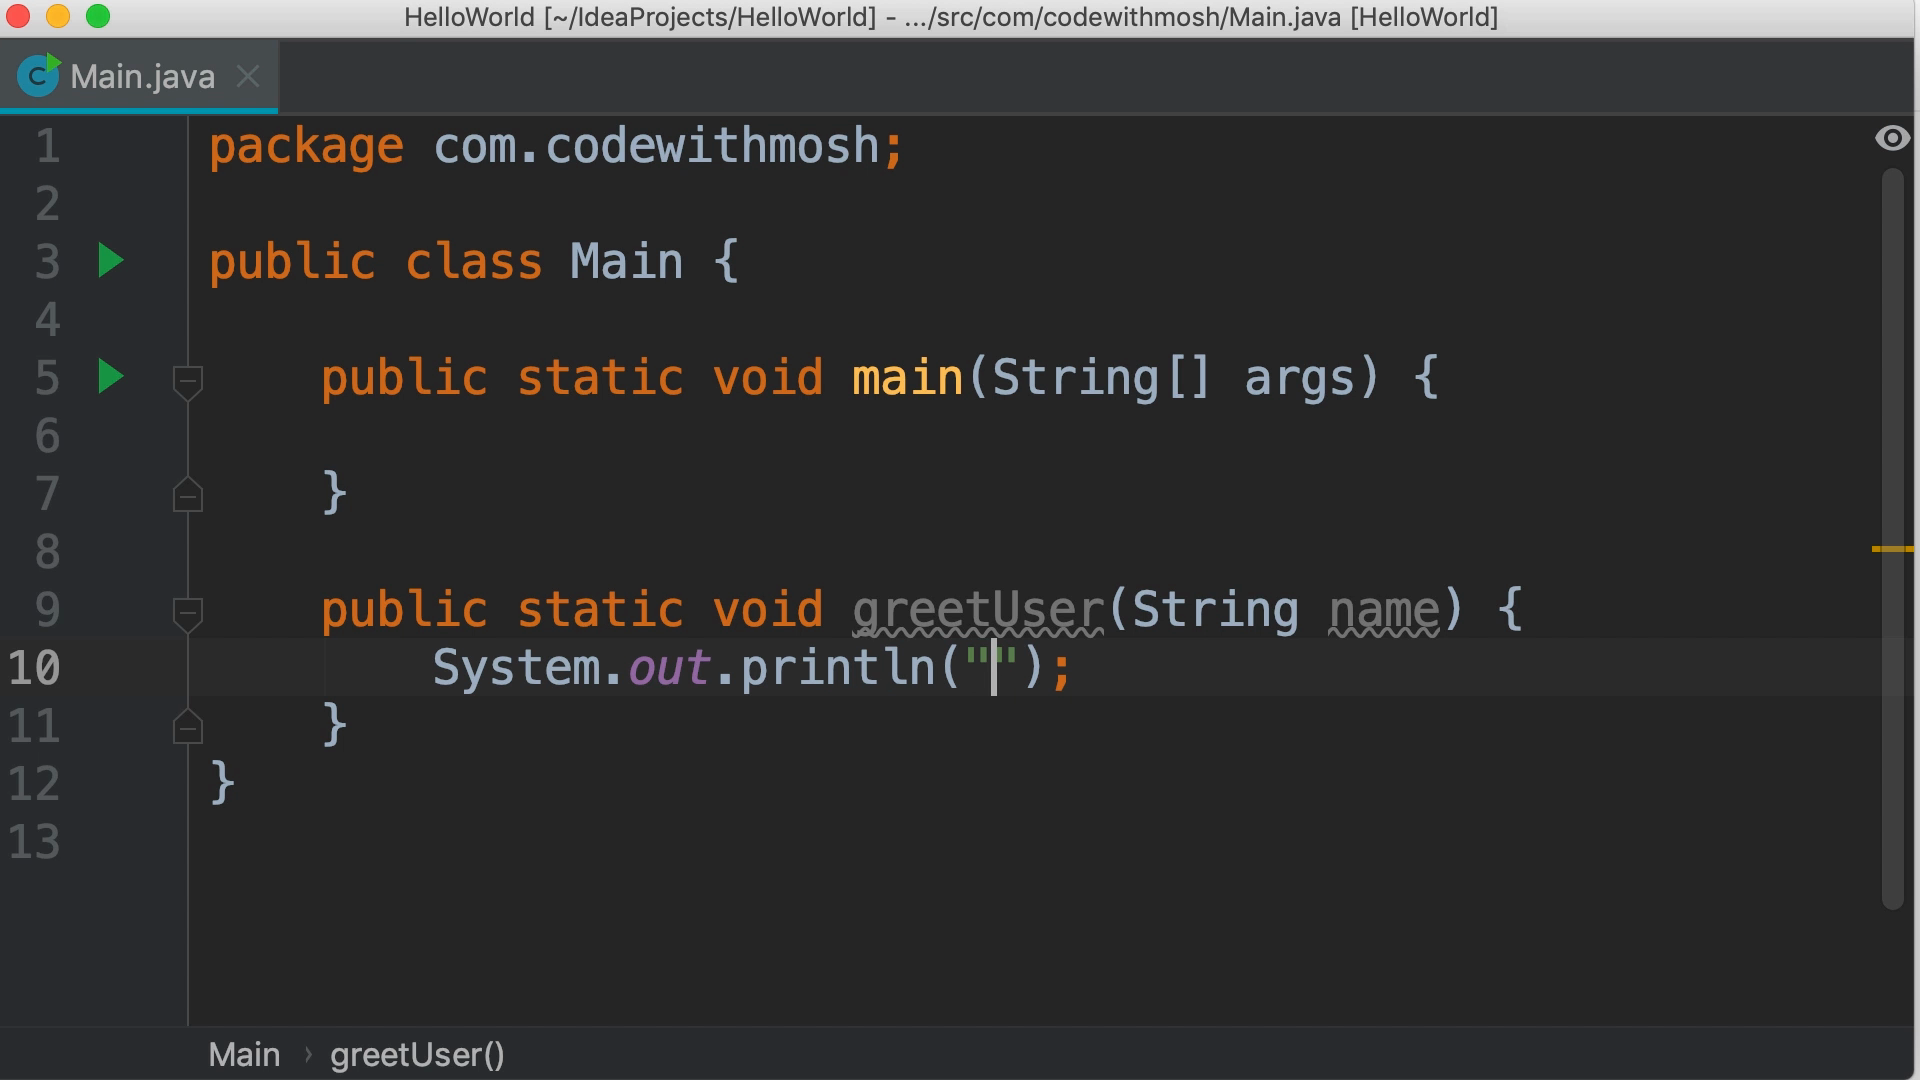 HelloWorld [~/IdeaProjects/HelloWorld] - .../src/com/codewithmosh/Main.java [HelloWorld]
C Main.java
1 package com.codewithmosh;
2
3 public class Main {
4
5 public static void main(String[] args) {
6
7 }
8
9 public static void greetUser(String name) {
10 System.out.println("");
11 }
12 }
13
Main › greetUser()